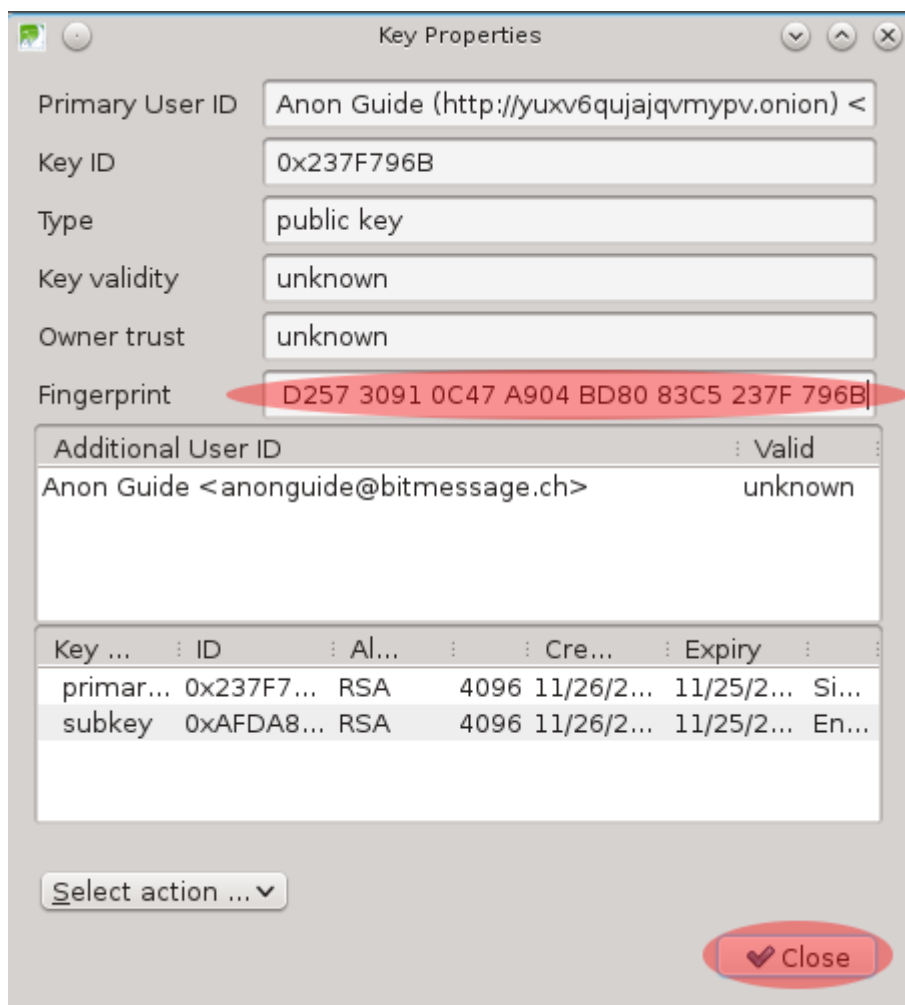 Key Properties
Primary User ID Anon Guide (http://yuxv6qujajqvmypv.onion) <
Key ID 0x237F796B
Type public key
Key validity unknown
Owner trust unknown
Fingerprint D257 3091 0C47 A904 BD80 83C5 237F 796B
Additional User ID Valid
Anon Guide <anonguide@bitmessage.ch> unknown
Key ... ID Al... Cre... Expiry
primar... 0x237F7... RSA 4096 11/26/2... 11/25/2... Si...
subkey 0xAFDA8... RSA 4096 11/26/2... 11/25/2... En...
Select action ...
Close